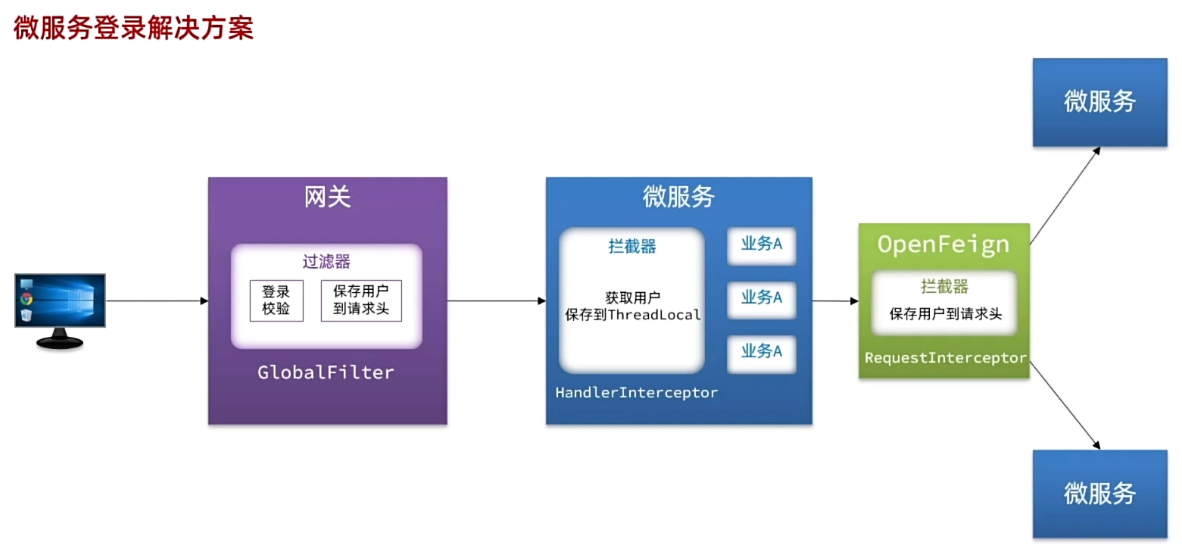 微服务登录解决方案
网关
过滤器
登录
校验
保存用户
到请求头
GlobalFilter
微服务
拦截器
获取用户
保存到ThreadLocal
HandlerInterceptor
业务A
业务A
业务A
OpenFeign
拦截器
保存用户到请求头
RequestInterceptor
微服务
微服务